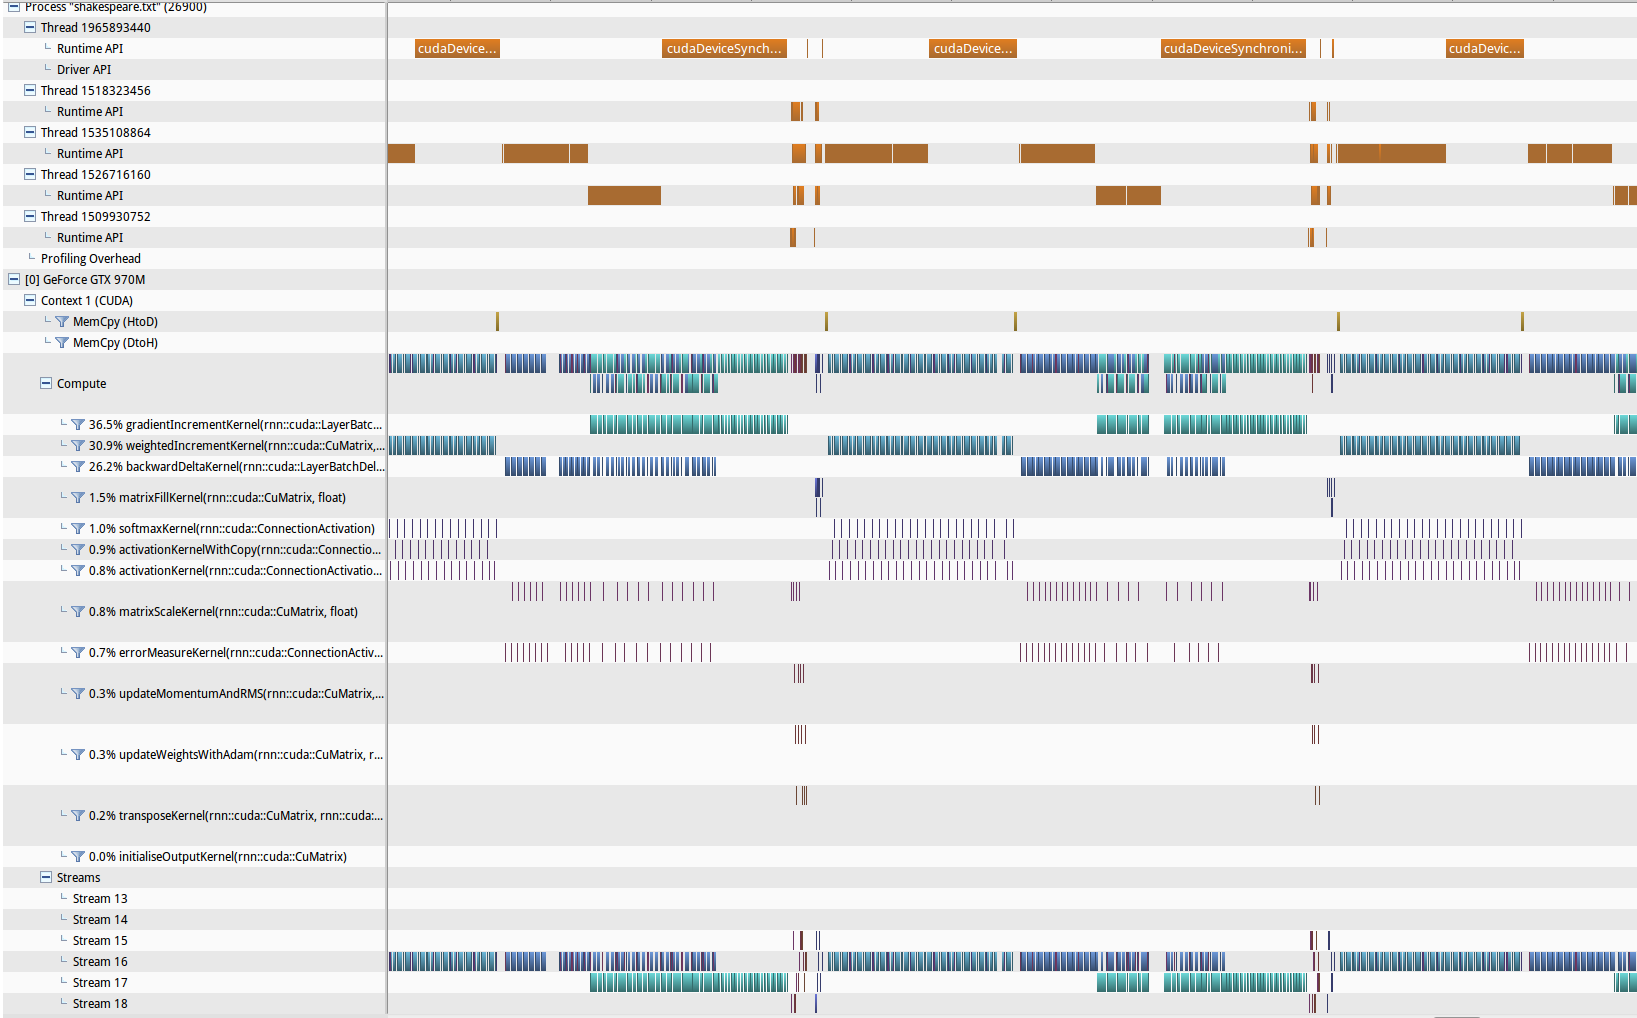 Process "shakespeare.txt" (26900)
Thread 1965893440
Runtime API cudaDevice... cudaDeviceSynch... cudaDevice... cudaDeviceSynchroni... cudaDevic...
Driver API
Thread 1518323456
Runtime API
Thread 1535108864
Runtime API
Thread 1526716160
Runtime API
Thread 1509930752
Runtime API
Profiling Overhead
[0] GeForce GTX 970M
Context 1 (CUDA)
MemCpy (HtoD)
MemCpy (DtoH)
Compute
36.5% gradientIncrementKernel(rnn::cuda::LayerBatc...
30.9% weightedIncrementKernel(rnn::cuda::CuMatrix,...
26.2% backwardDeltaKernel(rnn::cuda::LayerBatchDel...
1.5% matrixFillKernel(rnn::cuda::CuMatrix, float)
1.0% softmaxKernel(rnn::cuda::ConnectionActivation)
0.9% activationKernelWithCopy(rnn::cuda::Connectio...
0.8% activationKernel(rnn::cuda::ConnectionActivatio...
0.8% matrixScaleKernel(rnn::cuda::CuMatrix, float)
0.7% errorMeasureKernel(rnn::cuda::ConnectionActiv...
0.3% updateMomentumAndRMS(rnn::cuda::CuMatrix,...
0.3% updateWeightsWithAdam(rnn::cuda::CuMatrix, r...
0.2% transposeKernel(rnn::cuda::CuMatrix, rnn::cuda:...
0.0% initialiseOutputKernel(rnn::cuda::CuMatrix)
Streams
Stream 13
Stream 14
Stream 15
Stream 16
Stream 17
Stream 18